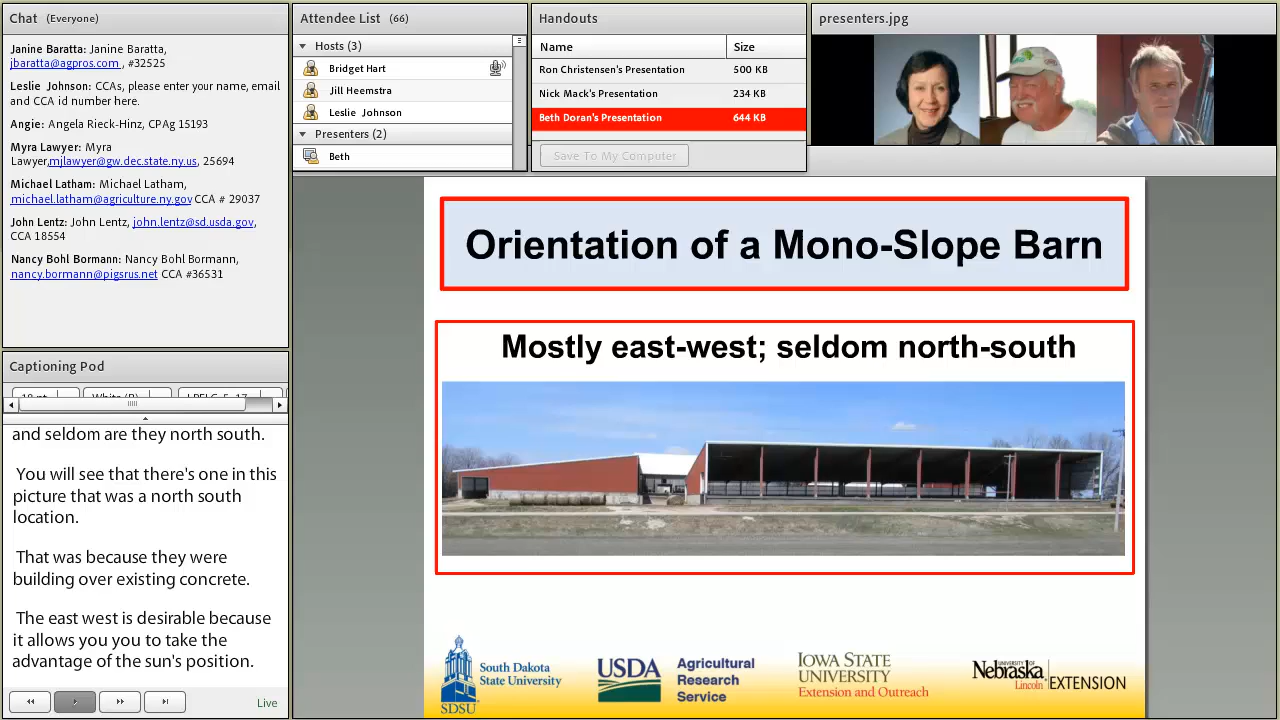 Chat (Everyone)
Janine Baratta: Janine Baratta,
jbaratta@agpros.com , #32525
Leslie Johnson: CCAs, please enter your name, email
and CCA id number here.
Angie: Angela Rieck-Hinz, CPAg 15193
Myra Lawyer: Myra
Lawyer,mjlawyer@gw.dec.state.ny.us, 25694
Michael Latham: Michael Latham,
michael.latham@agriculture.ny.gov CCA # 29037
John Lentz: John Lentz, john.lentz@sd.usda.gov,
CCA 18554
Nancy Bohl Bormann: Nancy Bohl Bormann,
nancy.bormann@pigsrus.net CCA #36531
Captioning Pod
and seldom are they north south.
You will see that there's one in this
picture that was a north south
location.
That was because they were
building over existing concrete.
The east west is desirable because
it allows you you to take the
advantage of the sun's position.
Live
Attendee List (66)
Hosts (3)
Bridget Hart
Jill Heemstra
Leslie Johnson
Presenters (2)
Beth
Handouts
Name Size
Ron Christensen's Presentation 500 KB
Nick Mack's Presentation 234 KB
Beth Doran's Presentation 644 KB
Save To My Computer
presenters.jpg
Orientation of a Mono-Slope Barn
Mostly east-west; seldom north-south
South Dakota
State University
SDSU
USDA
Agricultural
Research
Service
IOWA STATE
UNIVERSITY
Extension and Outreach
UNIVERSITY OF
Nebraska
Lincoln
EXTENSION